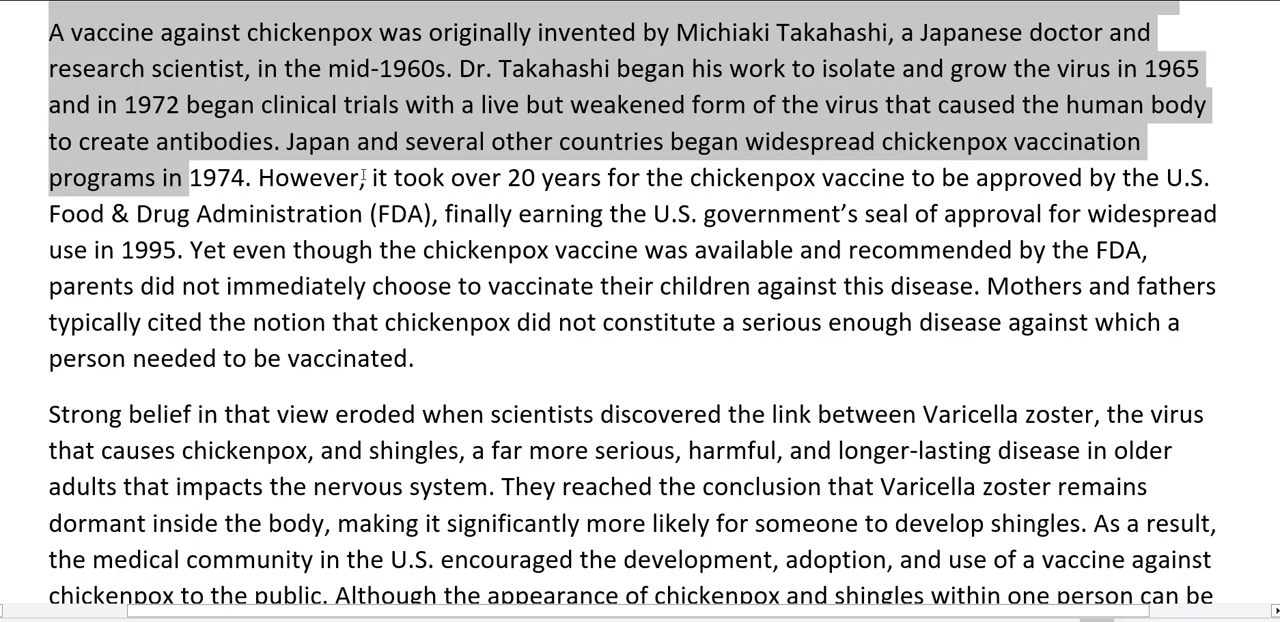 A vaccine against chickenpox was originally invented by Michiaki Takahashi, a Japanese doctor and
research scientist, in the mid-1960s. Dr. Takahashi began his work to isolate and grow the virus in 1965
and in 1972 began clinical trials with a live but weakened form of the virus that caused the human body
to create antibodies. Japan and several other countries began widespread chickenpox vaccination
programs in 1974. However, it took over 20 years for the chickenpox vaccine to be approved by the U.S.
Food & Drug Administration (FDA), finally earning the U.S. government’s seal of approval for widespread
use in 1995. Yet even though the chickenpox vaccine was available and recommended by the FDA,
parents did not immediately choose to vaccinate their children against this disease. Mothers and fathers
typically cited the notion that chickenpox did not constitute a serious enough disease against which a
person needed to be vaccinated.
Strong belief in that view eroded when scientists discovered the link between Varicella zoster, the virus
that causes chickenpox, and shingles, a far more serious, harmful, and longer-lasting disease in older
adults that impacts the nervous system. They reached the conclusion that Varicella zoster remains
dormant inside the body, making it significantly more likely for someone to develop shingles. As a result,
the medical community in the U.S. encouraged the development, adoption, and use of a vaccine against
chickenpox to the public. Although the appearance of chickenpox and shingles within one person can be